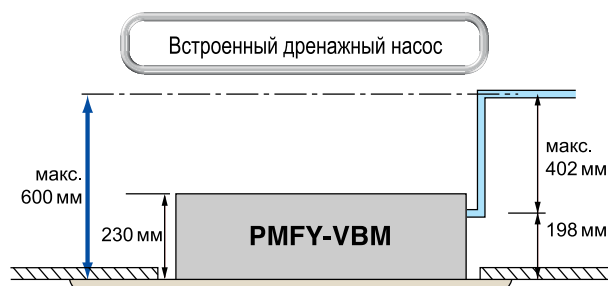 Встроенный дренажный насос
макс.
600 мм
230 мм
PMFY-VBM
макс.
402 мм
198 мм